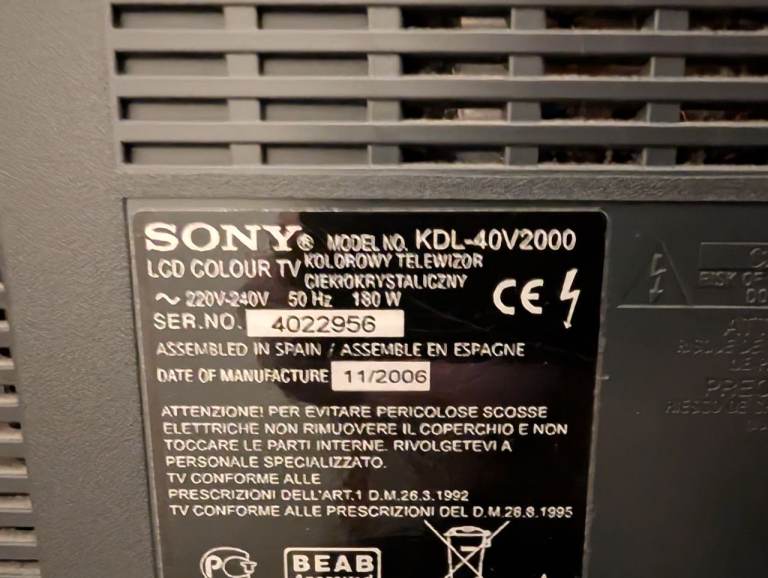 SONY® MODEL NO. KDL-40V2000
LCD COLOUR TV KOLOROWY TELEWIZOR
CIEKŁOKRYSTALICZNY
~ 220V-240V 50 Hz 180 W
CE
SER.NO. 4022956
ASSEMBLED IN SPAIN / ASSEMBLE EN ESPAGNE
DATE OF MANUFACTURE 11/2006
ATTENZIONE! PER EVITARE PERICOLOSE SCOSSE
ELETTRICHE NON RIMUOVERE IL COPERCHIO E NON
TOCCARE LE PARTI INTERNE. RIVOLGETEVI A
PERSONALE SPECIALIZZATO.
TV CONFORME ALLE
PRESCRIZIONI DELL'ART.1 D.M.26.3.1992
TV CONFORME ALLE PRESCRIZIONI DEL D.M.26.8.1995
BEAB